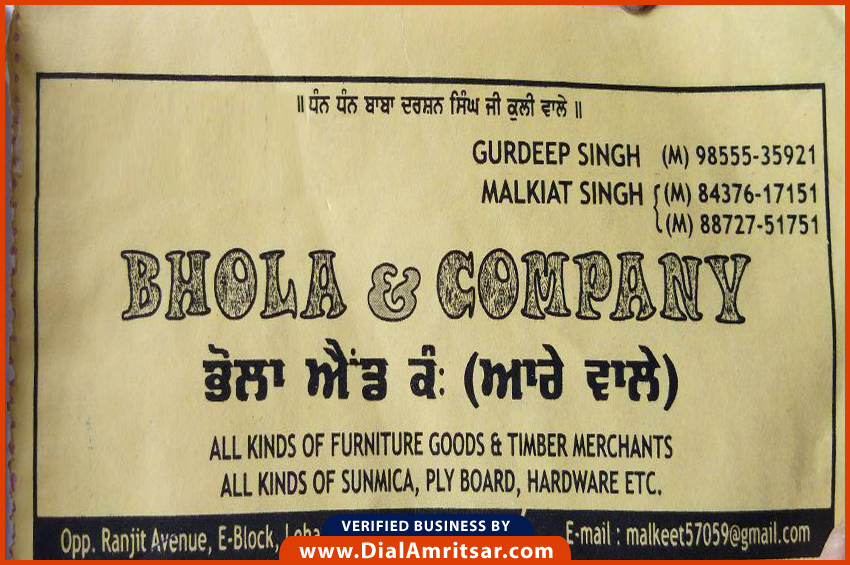 ॥ ਧੰਨ ਧੰਨ ਬਾਬਾ ਦਰਸ਼ਨ ਸਿੰਘ ਜੀ ਕੁਲੀ ਵਾਲੇ ॥
GURDEEP SINGH (M) 98555-35921
MALKIAT SINGH (M) 84376-17151
(M) 88727-51751
BHOLA & COMPANY
ਭੋਲਾ ਐਂਡ ਕੰ: (ਆਰੇ ਵਾਲੇ)
ALL KINDS OF FURNITURE GOODS & TIMBER MERCHANTS
ALL KINDS OF SUNMICA, PLY BOARD, HARDWARE ETC.
Opp. Ranjit Avenue, E-Block, E-mail : malkeet57059@gmail.com
VERIFIED BUSINESS BY
www.DialAmritsar.com